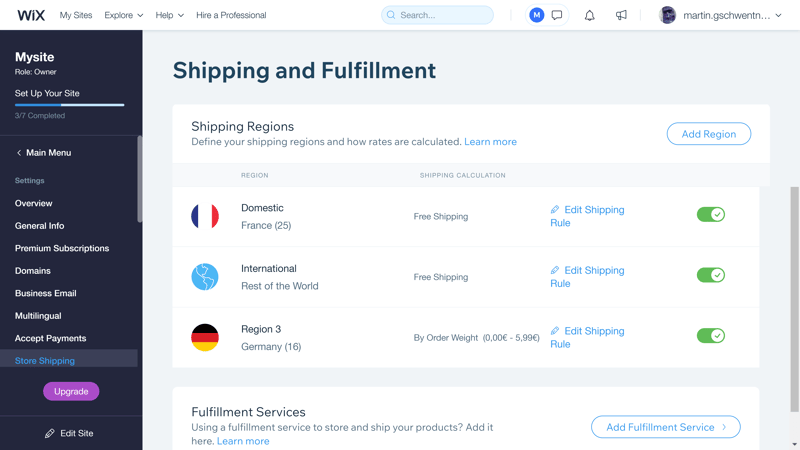 WiX My Sites Explore Help Hire a Professional Search... M martin.gschwentn...
Mysite
Role: Owner
Set Up Your Site
3/7 Completed
Main Menu
Settings
Overview
General Info
Premium Subscriptions
Domains
Business Email
Multilingual
Accept Payments
Store Shipping
Upgrade
Edit Site
Shipping and Fulfillment
Shipping Regions
Define your shipping regions and how rates are calculated. Learn more
Add Region
REGION SHIPPING CALCULATION
Domestic
France (25)
Free Shipping
Edit Shipping
Rule
International
Rest of the World
Free Shipping
Edit Shipping
Rule
Region 3
Germany (16)
By Order Weight (0,00€ - 5,99€)
Edit Shipping
Rule
Fulfillment Services
Using a fulfillment service to store and ship your products? Add it
here. Learn more
Add Fulfillment Service